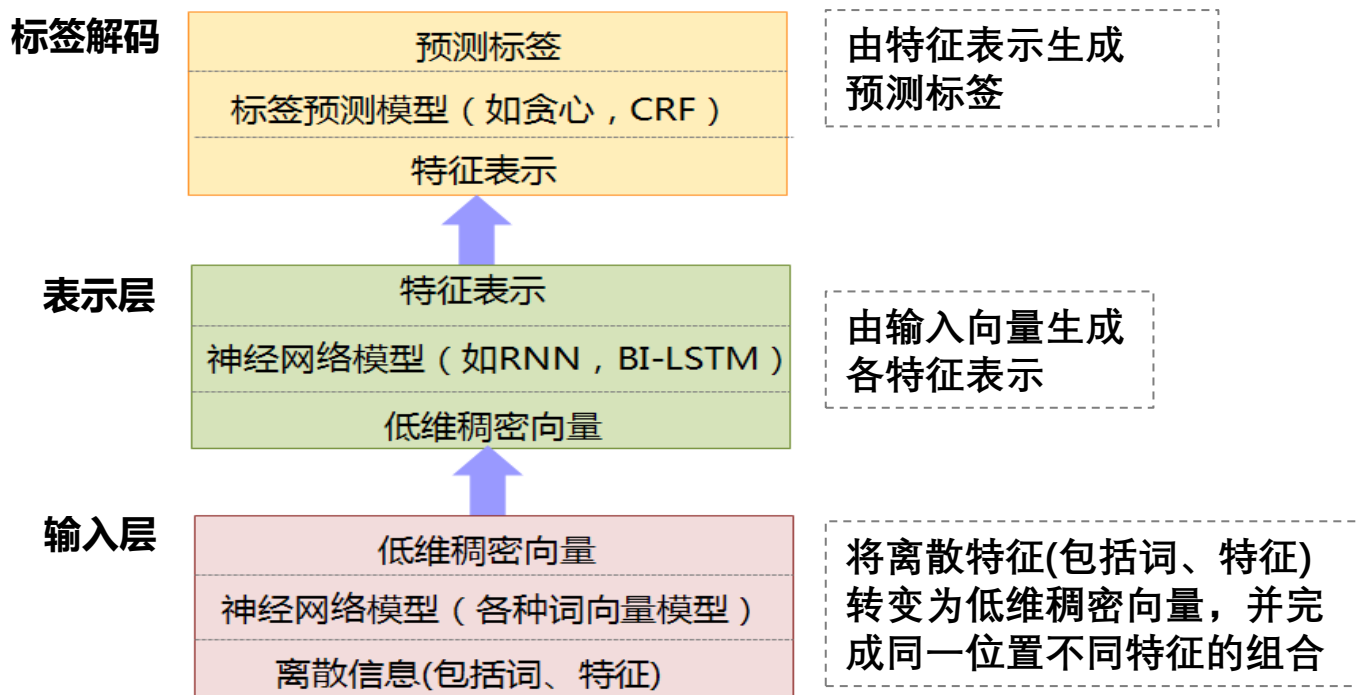 标签解码
预测标签
标签预测模型（如贪心，CRF）
特征表示
由特征表示生成
预测标签
表示层
特征表示
神经网络模型（如RNN，BI-LSTM）
低维稠密向量
由输入向量生成
各特征表示
输入层
低维稠密向量
神经网络模型（各种词向量模型）
离散信息(包括词、特征)
将离散特征(包括词、特征)
转变为低维稠密向量，并完
成同一位置不同特征的组合